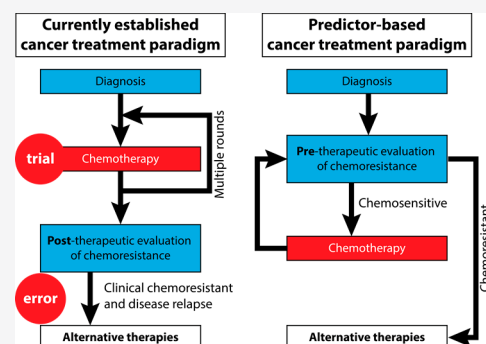 Currently established
cancer treatment paradigm
Diagnosis
Multiple rounds
trial
Chemotherapy
Post-therapeutic evaluation
of chemoresistance
error
Clinical chemoresistant
and disease relapse
Alternative therapies
Predictor-based
cancer treatment paradigm
Diagnosis
Pre-therapeutic evaluation
of chemoresistance
Chemosensitive
Chemotherapy
Chemoresistant
Alternative therapies